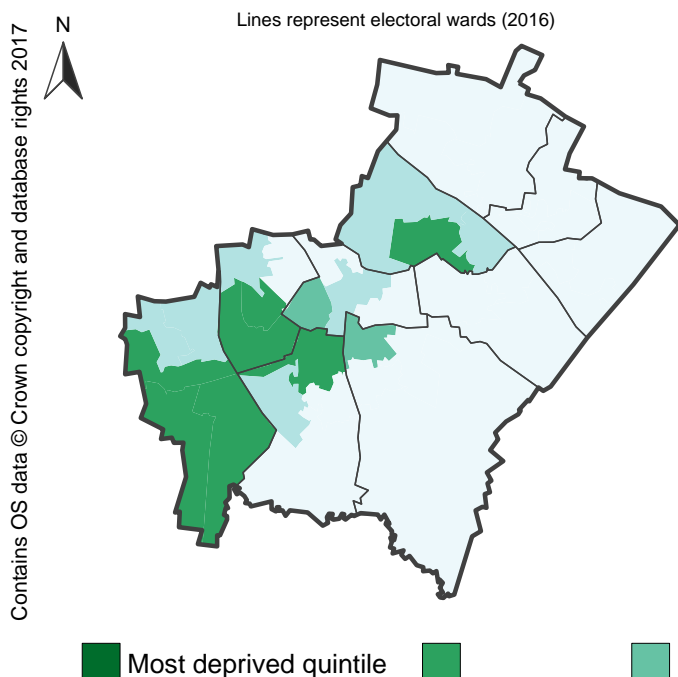 Lines represent electoral wards (2016)
N
Contains OS data © Crown copyright and database rights 2017
Most deprived quintile